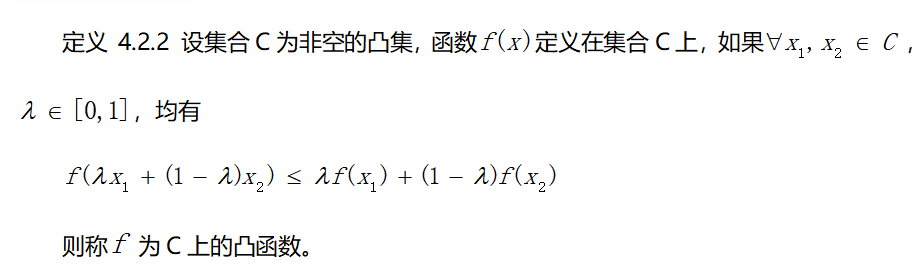 定义 4.2.2 设集合 C 为非空的凸集，函数 f(x) 定义在集合 C 上，如果∀x₁, x₂ ∈ C，
λ ∈ [0,1]，均有
f(λx₁ + (1 − λ)x₂) ≤ λf(x₁) + (1 − λ)f(x₂)
则称 f 为 C 上的凸函数。